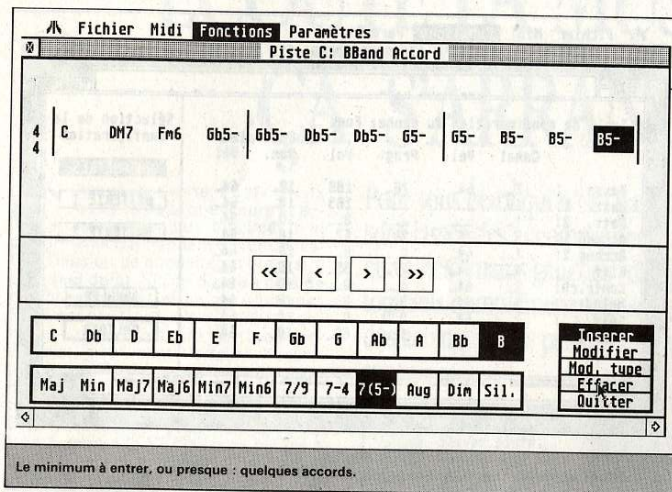 Fichier Midi Fonctions Paramètres
Piste C: BBand Accord
4 4 | C DM7 Fm6 Gb5- | Gb5- Db5- Db5- G5- | G5- B5- B5- B5-
<< < > >>
C Db D Eb E F Gb G Ab A Bb B
Maj Min Maj7 Maj6 Min7 Min6 7/9 7-4 7(5-) Aug Dim Sil.
Inserer
Modifier
Mod. type
Effacer
Quitter
Le minimum à entrer, ou presque : quelques accords.